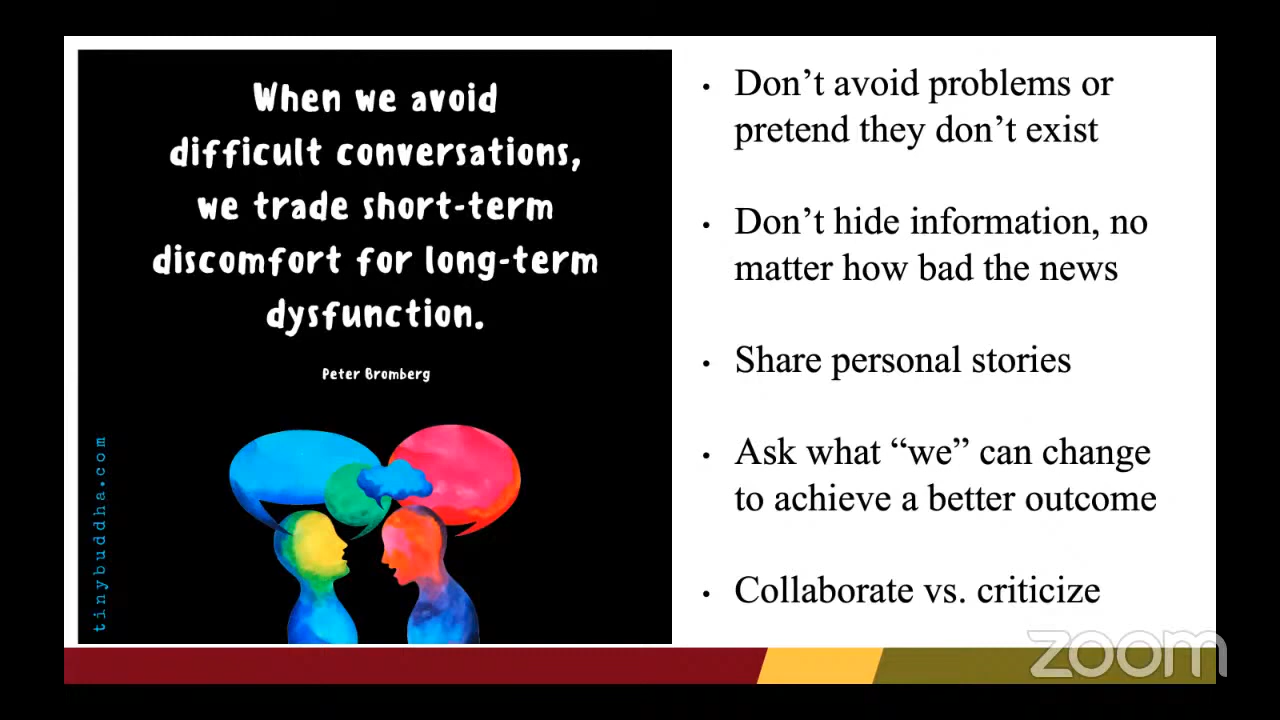 When we avoid
difficult conversations,
we trade short-term
discomfort for long-term
dysfunction.
Peter Bromberg
tinybuddha.com
• Don’t avoid problems or
pretend they don’t exist
• Don’t hide information, no
matter how bad the news
• Share personal stories
• Ask what “we” can change
to achieve a better outcome
• Collaborate vs. criticize
zoom